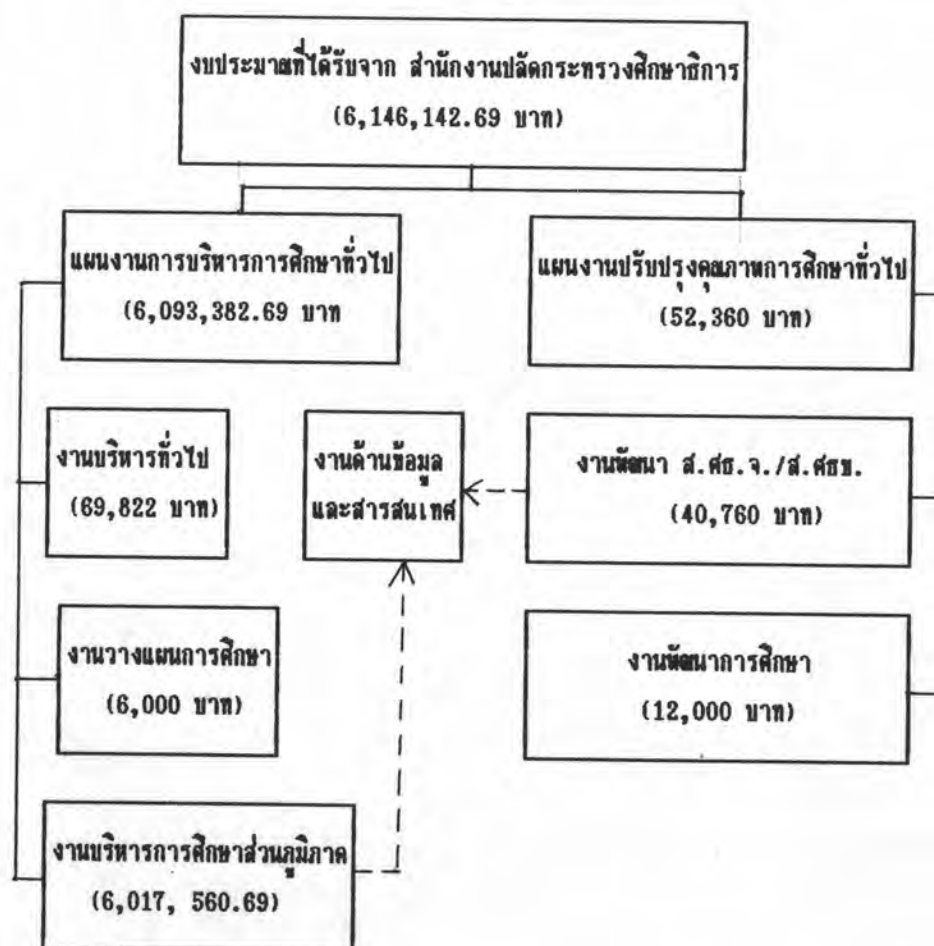 งบประมาณที่ได้รับจาก สำนักงานปลัดกระทรวงศึกษาธิการ
(6,146,142.69 บาท)
แผนงานการบริหารการศึกษาทั่วไป
(6,093,382.69 บาท
แผนงานปรับปรุงคุณภาพการศึกษาทั่วไป
(52,360 บาท)
งานบริหารทั่วไป
(69,822 บาท)
งานด้านข้อมูล
และสารสนเทศ
งานพัฒนา ส.ศธ.จ./ส.ศธข.
(40,760 บาท)
งานวางแผนการศึกษา
(6,000 บาท)
งานพัฒนาการศึกษา
(12,000 บาท)
งานบริหารการศึกษาส่วนภูมิภาค
(6,017, 560.69)